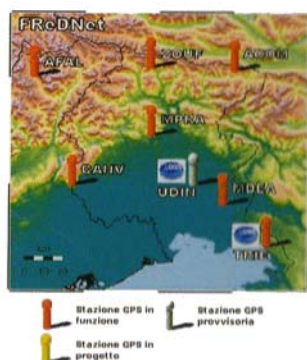 FReDNet
AFAL
ZOUF
ACOM
MPRA
CANV
UDIN
MDEA
TRIE
Stazione GPS in
funzione
Stazione GPS
provvisoria
Stazione GPS in
progetto